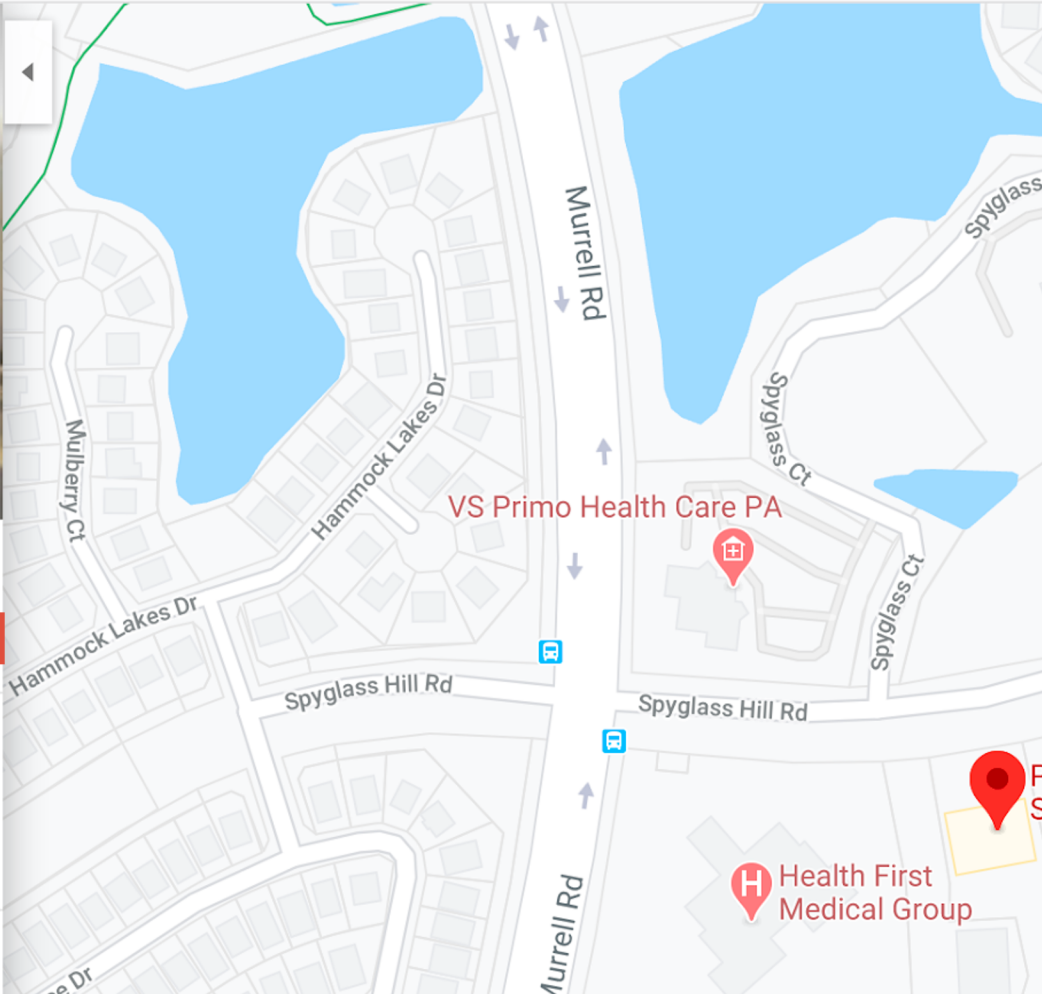 Murrell Rd
Spyglass
Spyglass Ct
Hammock Lakes Dr
Mulberry Ct
VS Primo Health Care PA
Spyglass Ct
Hammock Lakes Dr
Spyglass Hill Rd
Spyglass Hill Rd
H
Health First
Medical Group
Murrell Rd